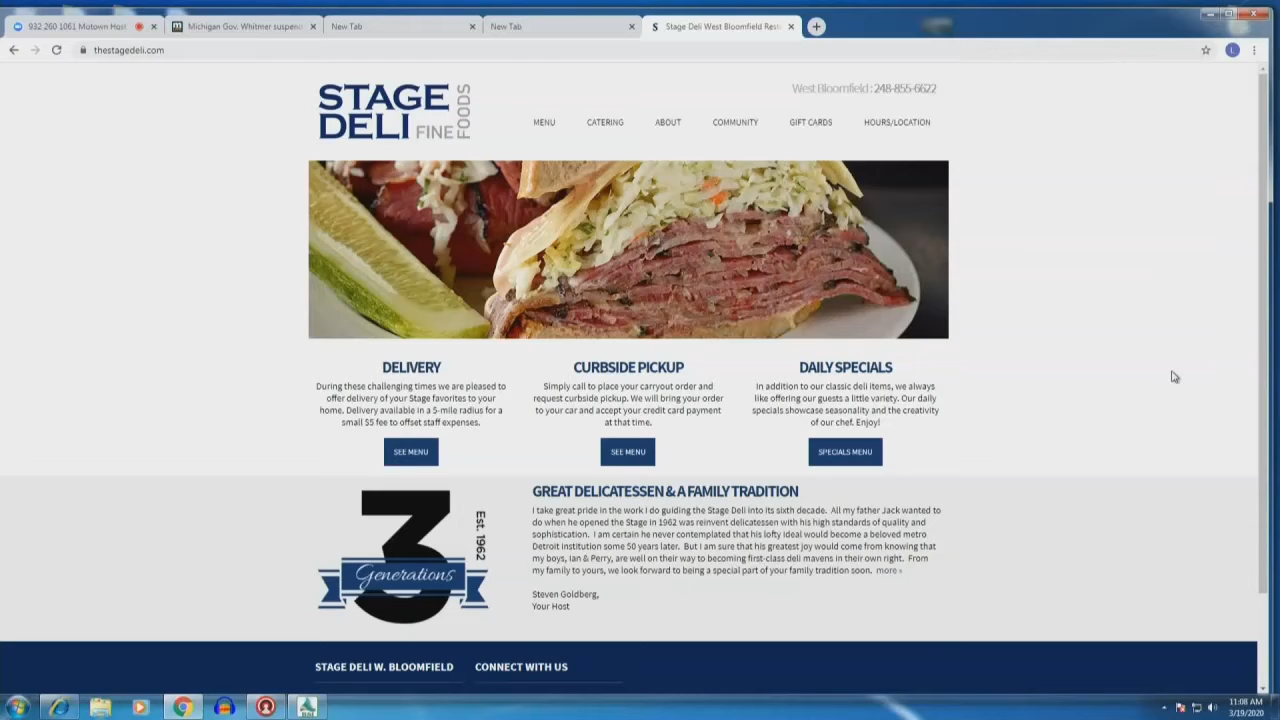 932 260 1061 Motown Host
Michigan Gov. Whitmer suspend
New Tab
New Tab
Stage Deli West Bloomfield Rest
thestagedeli.com
L
STAGE
DELI FINE FOODS
West Bloomfield : 248-855-6622
MENU CATERING ABOUT COMMUNITY GIFT CARDS HOURS/LOCATION
DELIVERY
During these challenging times we are pleased to
offer delivery of your Stage favorites to your
home. Delivery available in a 5-mile radius for a
small $5 fee to offset staff expenses.
SEE MENU
CURBSIDE PICKUP
Simply call to place your carryout order and
request curbside pickup. We will bring your order
to your car and accept your credit card payment
at that time.
SEE MENU
DAILY SPECIALS
In addition to our classic deli items, we always
like offering our guests a little variety. Our daily
specials showcase seasonality and the creativity
of our chef. Enjoy!
SPECIALS MENU
3
Generations
Est. 1962
GREAT DELICATESSEN & A FAMILY TRADITION
I take great pride in the work I do guiding the Stage Deli into its sixth decade. All my father Jack wanted to
do when he opened the Stage in 1962 was reinvent delicatessen with his high standards of quality and
sophistication. I am certain he never contemplated that his lofty ideal would become a beloved metro
Detroit institution some 50 years later. But I am sure that his greatest joy would come from knowing that
my boys, Ian & Perry, are well on their way to becoming first-class deli mavens in their own right. From
my family to yours, we look forward to being a special part of your family tradition soon. more »
Steven Goldberg,
Your Host
STAGE DELI W. BLOOMFIELD
CONNECT WITH US
11:08 AM
3/19/2020